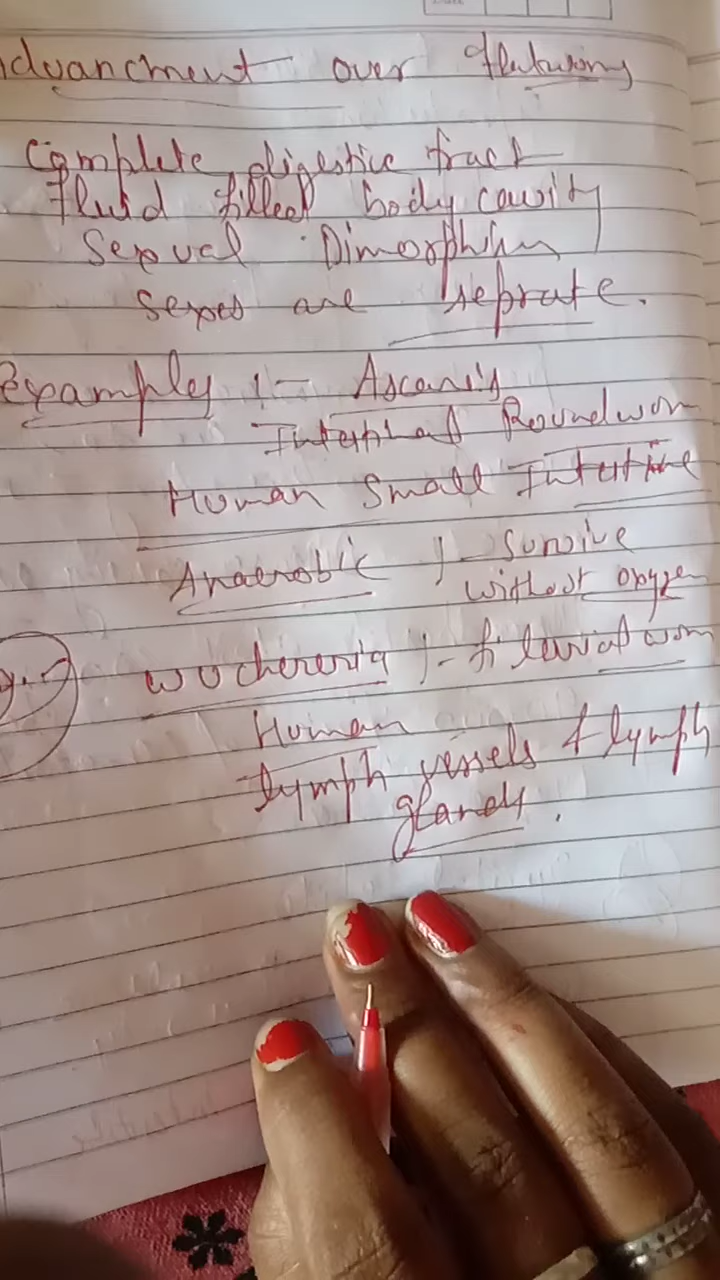 advancment over flatworms
Complete digestive tract
fluid filled body cavity
Sexual Dimorphism
sexes are seprate.
Example :- Ascaris
Intestinal Roundworm
Human Small Intestine
Anaerobic :- Survive
without oxygen
wuchereria :- filarial worm
Human
lymph vessels & lymph
glands.